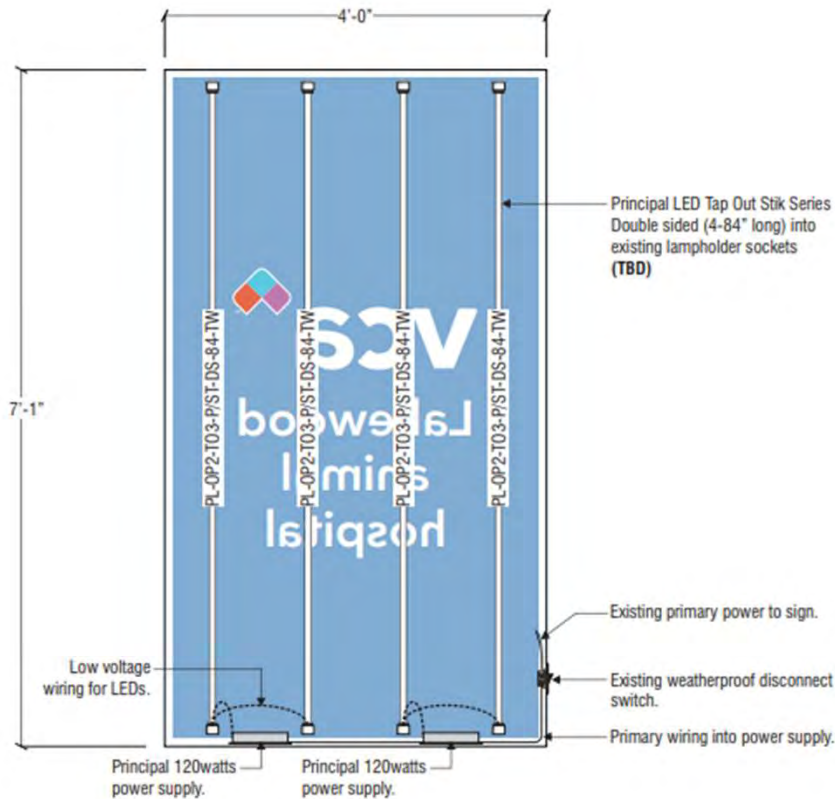 4'-0"
7'-1"
Principal LED Tap Out Stik Series
Double sided (4-84" long) into
existing lampholder sockets
(TBD)
vca
Lakewood
animal
hospital
PL-OP2-TO3-P/ST-DS-84-TW
PL-OP2-TO3-P/ST-DS-84-TW
PL-OP2-TO3-P/ST-DS-84-TW
PL-OP2-TO3-P/ST-DS-84-TW
Existing primary power to sign.
Low voltage
wiring for LEDs.
Existing weatherproof disconnect
switch.
Primary wiring into power supply.
Principal 120watts
power supply.
Principal 120watts
power supply.